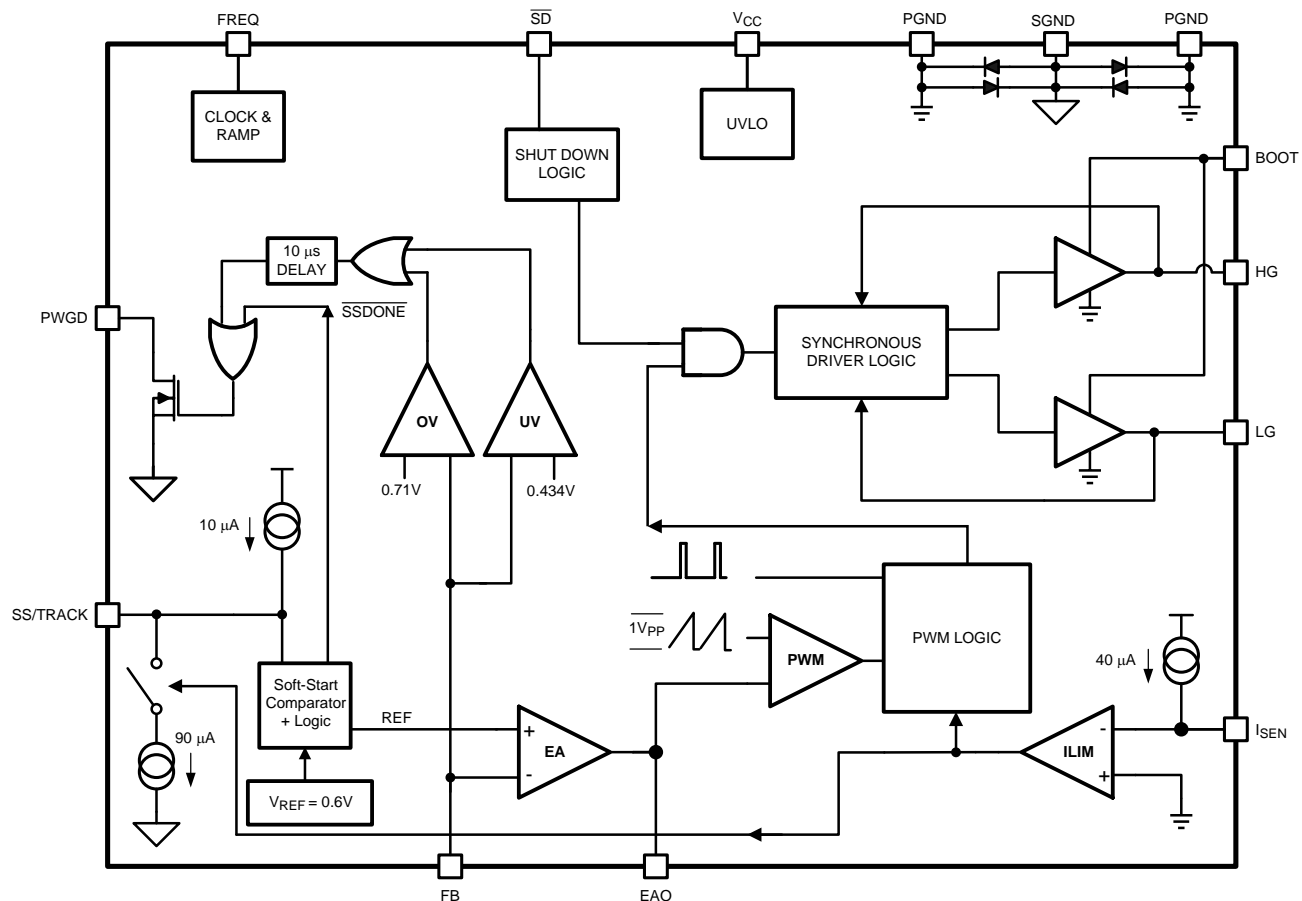 FREQ
SD
VCC
PGND
SGND
PGND
CLOCK &
RAMP
UVLO
SHUT DOWN
LOGIC
BOOT
10 μs
DELAY
HG
PWGD
SSDONE
SYNCHRONOUS
DRIVER LOGIC
OV
UV
LG
0.71V
0.434V
10 μA
SS/TRACK
1VPP
PWM
PWM LOGIC
40 μA
Soft-Start
Comparator
+ Logic
REF
+
EA
-
90 μA
VREF = 0.6V
-
ILIM
+
ISEN
FB
EAO